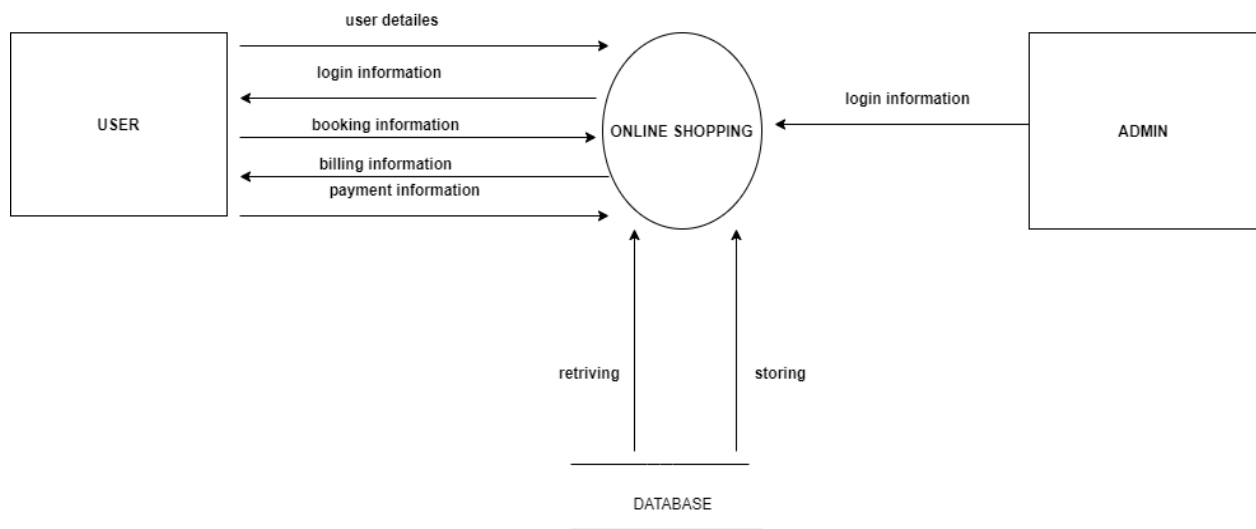 user detailes
login information
USER
booking information
billing information
payment information
ONLINE SHOPPING
login information
ADMIN
retriving
storing
DATABASE